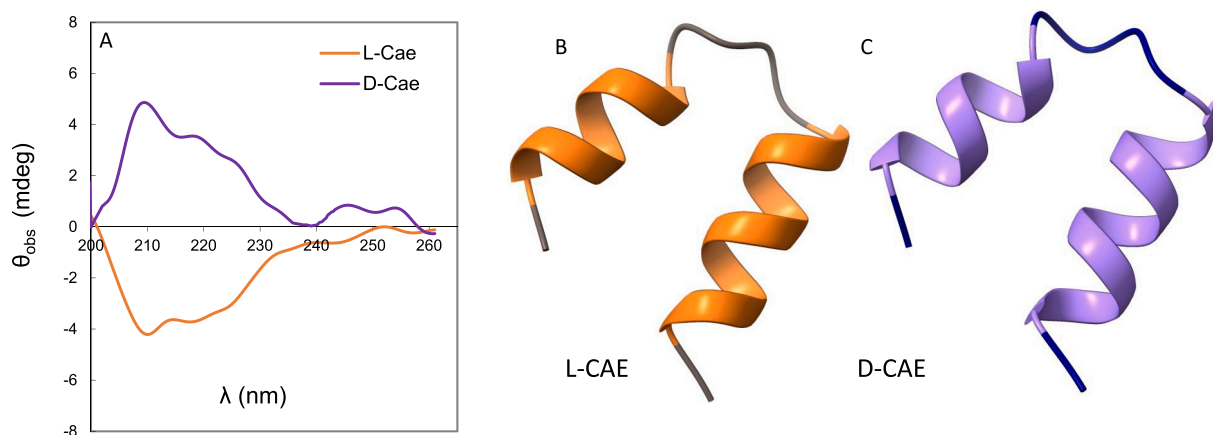 A
L-Cae
D-Cae
8
6
4
2
0
-2
-4
-6
-8
200
210
220
230
240
250
260
θobs (mdeg)
λ (nm)
B
L-CAE
C
D-CAE